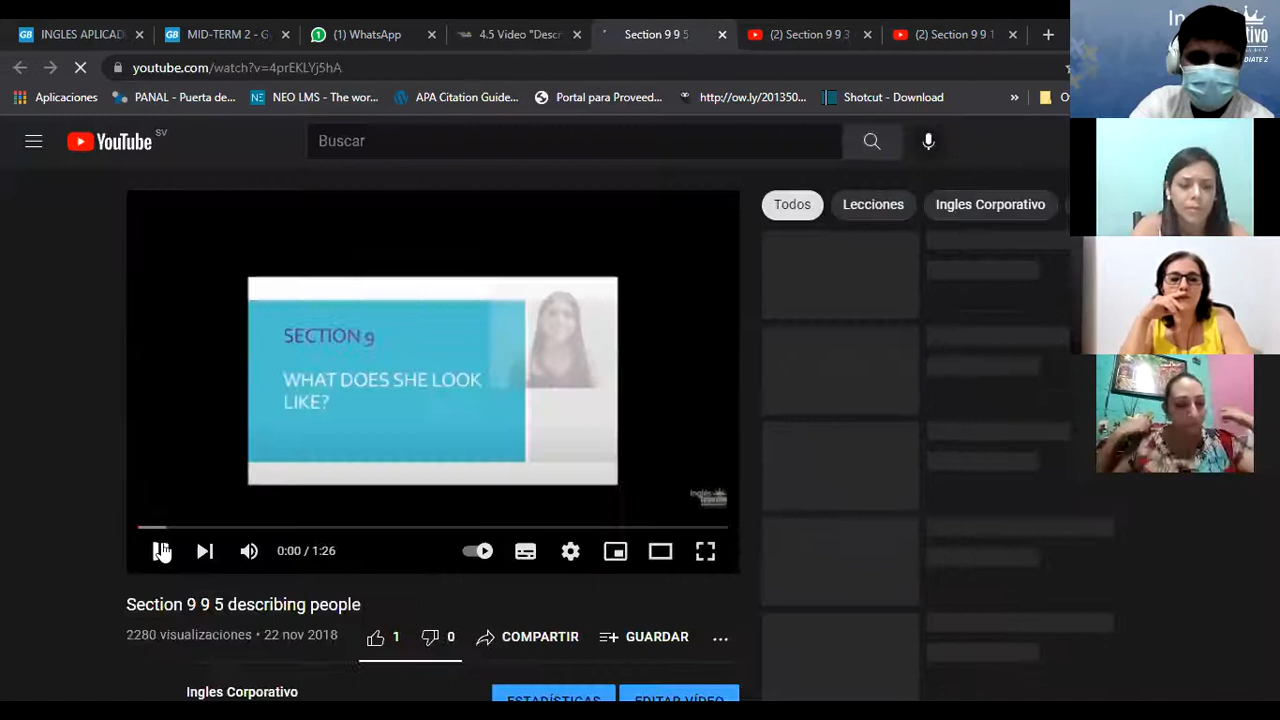 INGLES APLICAD
MID-TERM 2 - G
(1) WhatsApp
4.5 Video "Descr
Section 9 9 5
(2) Section 9 9 3
(2) Section 9 9 1
youtube.com/watch?v=4prEKLYj5hA
Aplicaciones
PANAL - Puerta de...
NEO LMS - The wor...
APA Citation Guide...
Portal para Proveed...
http://ow.ly/201350...
Shotcut - Download
»
YouTube SV
Buscar
Todos
Lecciones
Ingles Corporativo
SECTION 9
WHAT DOES SHE LOOK
LIKE?
0:00 / 1:26
Section 9 9 5 describing people
2280 visualizaciones • 22 nov 2018
1
0
COMPARTIR
GUARDAR
Ingles Corporativo
ESTADÍSTICAS
EDITAR VÍDEO